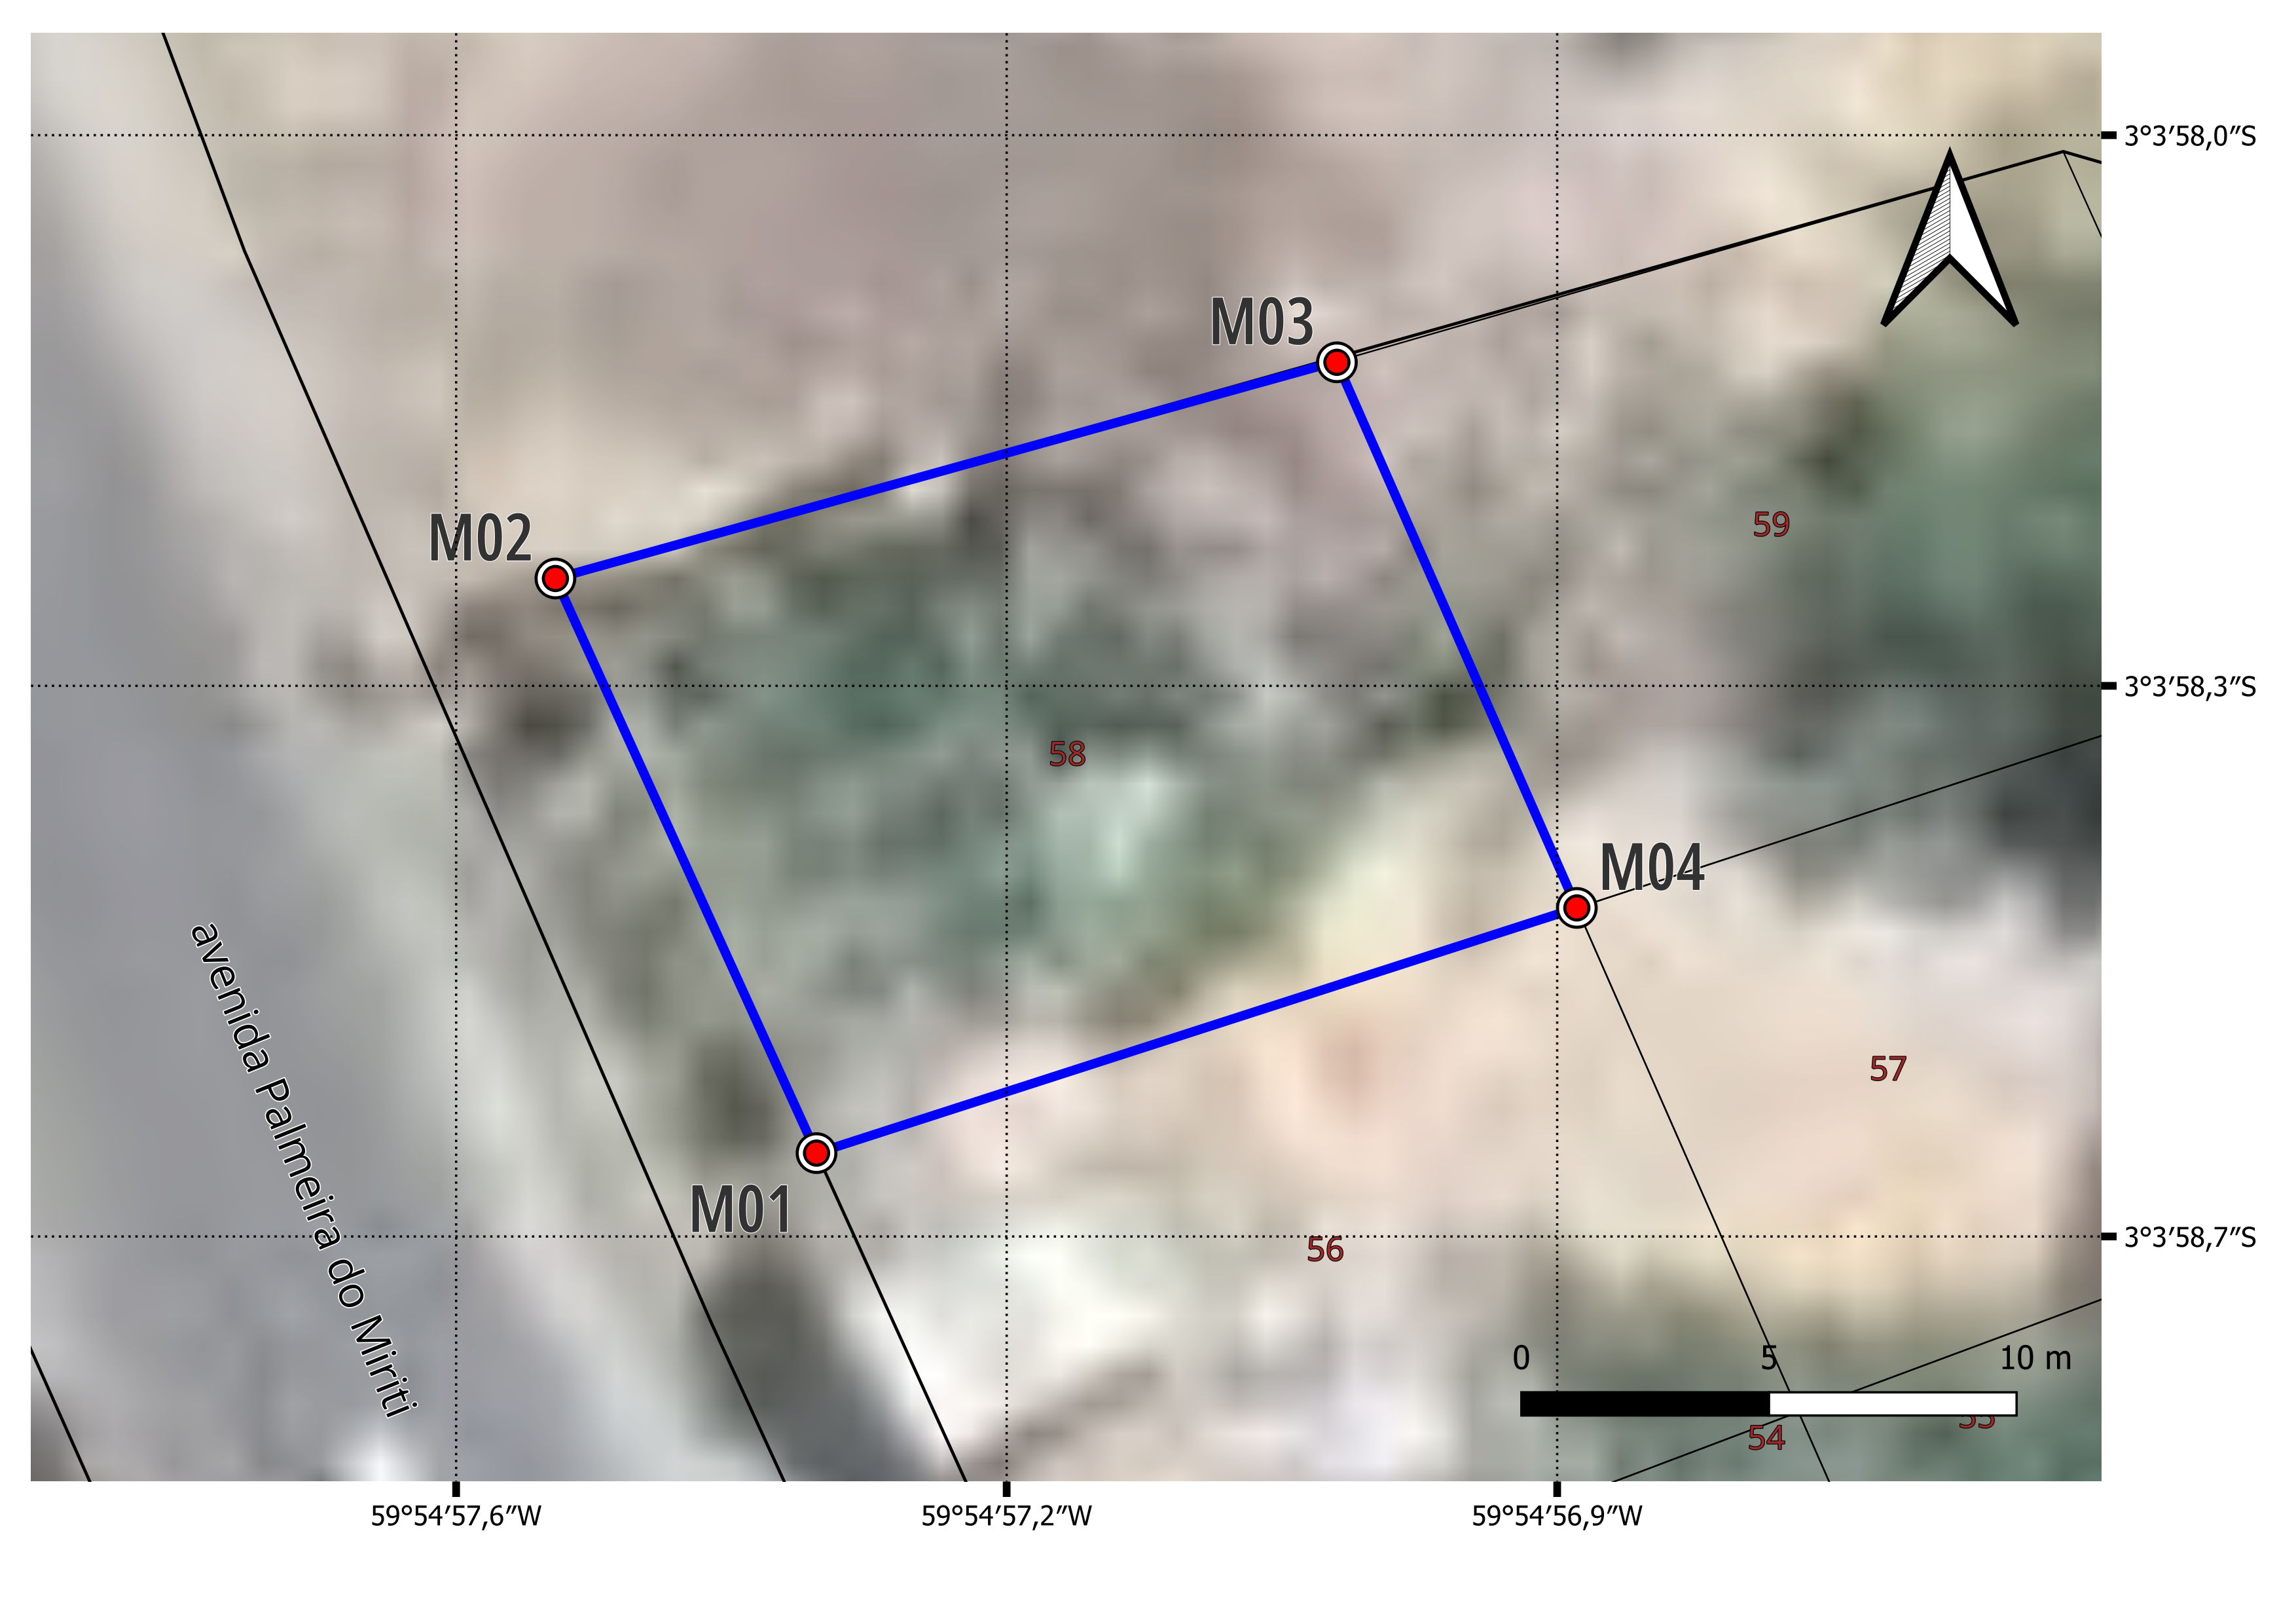 3°3′58,0″S
M03
M02
59
3°3′58,3″S
58
M04
avenida Palmeira do Miriti
57
M01
3°3′58,7″S
56
0 5 10 m
54
59°54′57,6″W 59°54′57,2″W 59°54′56,9″W